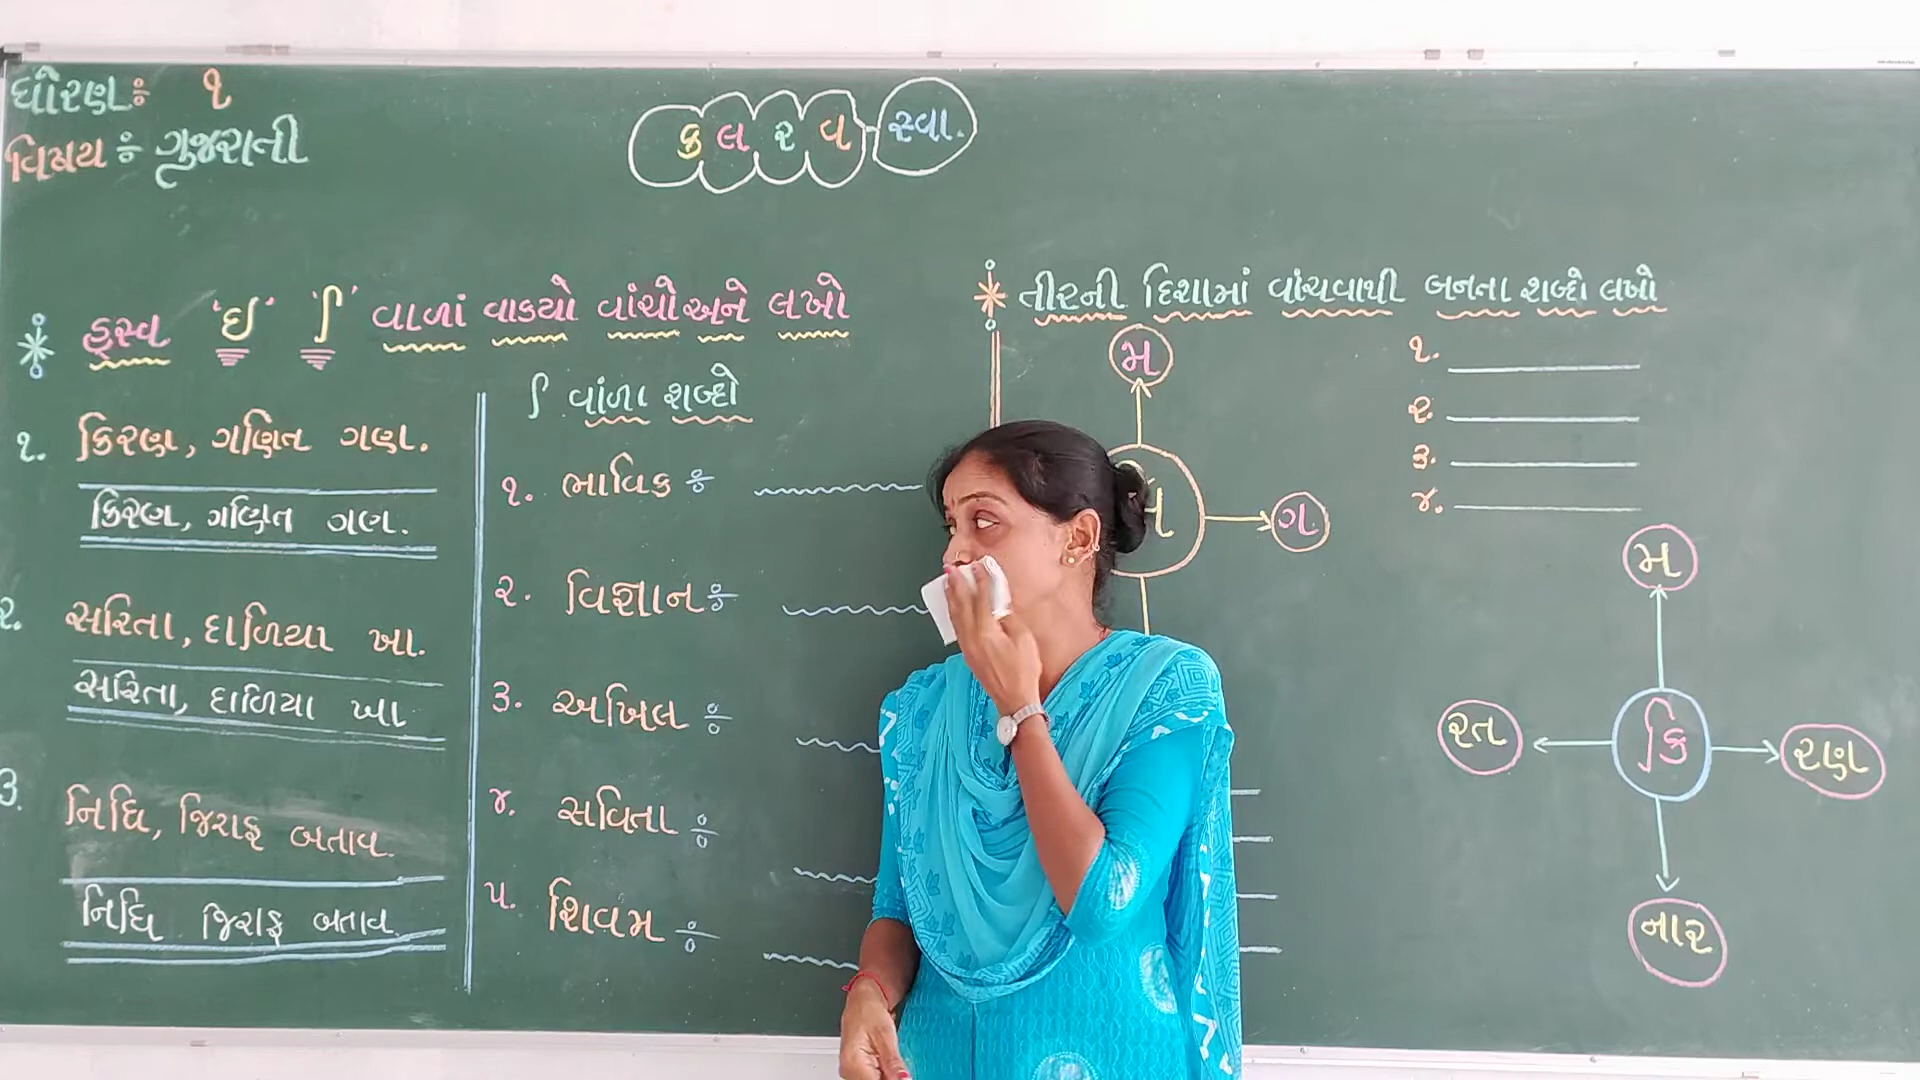 ધોરણઃ ૧
વિષય ઃ ગુજરાતી
ક લ ર વ - સ્વા.
હ્રસ્વ 'ઇ' 'િ' વાળાં વાકયો વાંચો અને લખો
૧. કિરણ, ગણિત ગણ.
કિરણ, ગણિત ગણ.
૨. સરિતા, દાળિયા ખા.
સરિતા, દાળિયા ખા
૩. નિધિ, જિરાફ બતાવ.
નિધિ જિરાફ બતાવ.
િ વાંળા શબ્દો
૧. ભાવિક ઃ
૨. વિજ્ઞાન ઃ
૩. અખિલ ઃ
૪. સવિતા ઃ
૫. શિવમ ઃ
તીરની દિશામાં વાંચવાથી બનતા શબ્દો લખો
મ
ગ
૧.
૨.
૩.
૪.
મ
રત કિ રણ
નાર